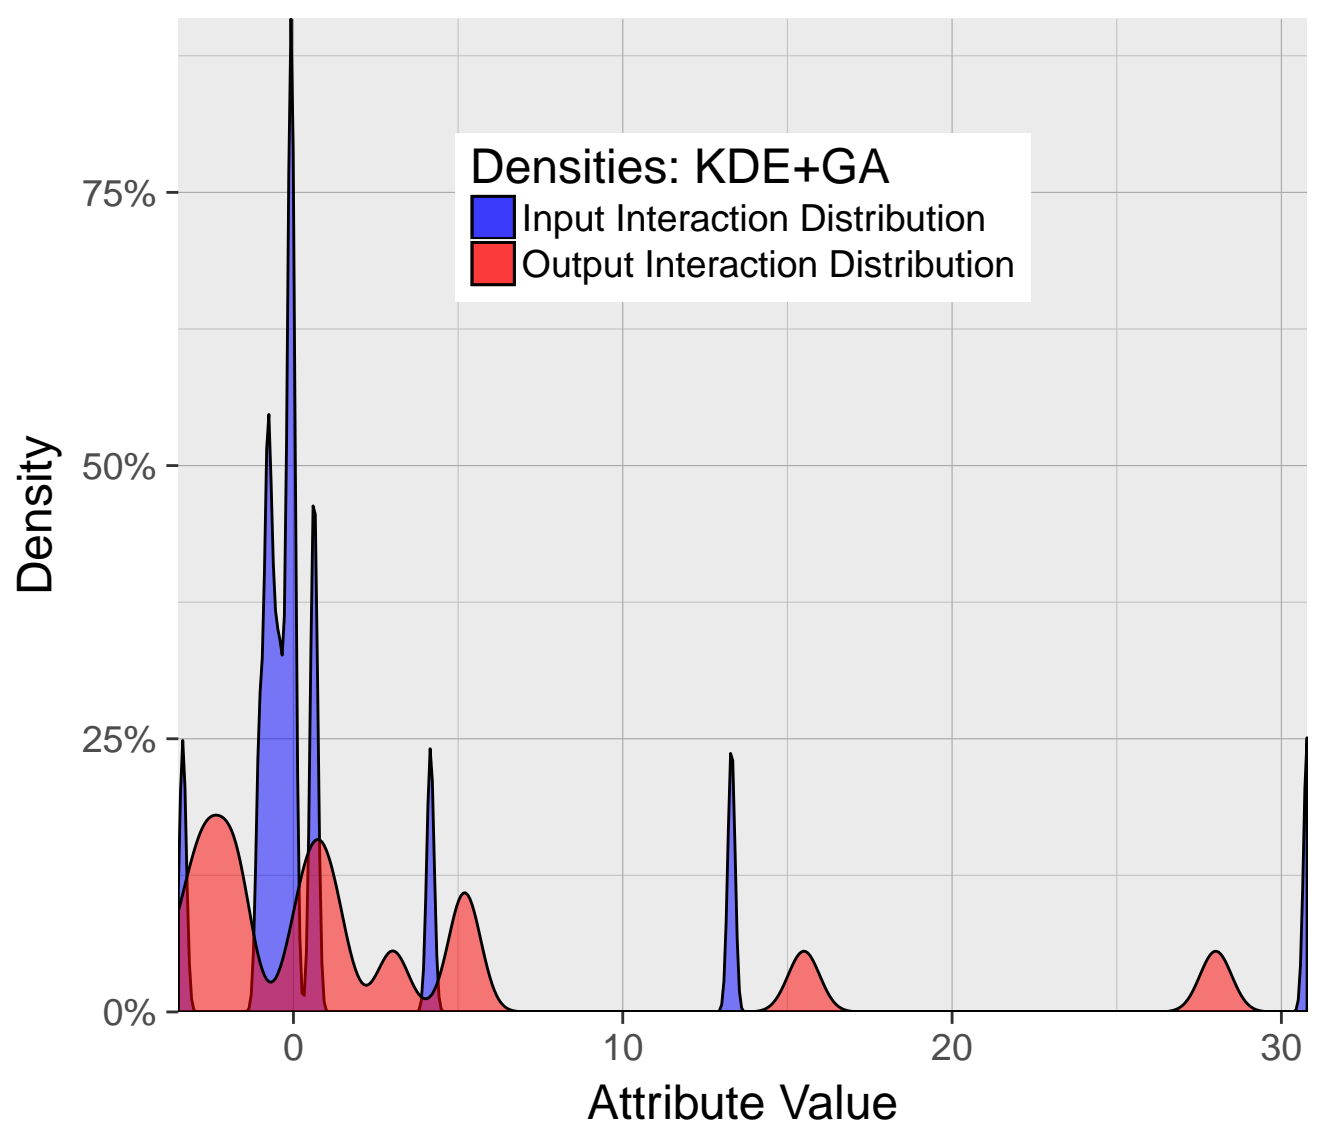 Densities: KDE+GA
Input Interaction Distribution
Output Interaction Distribution
75%
50%
25%
0%
Density
0 10 20 30
Attribute Value